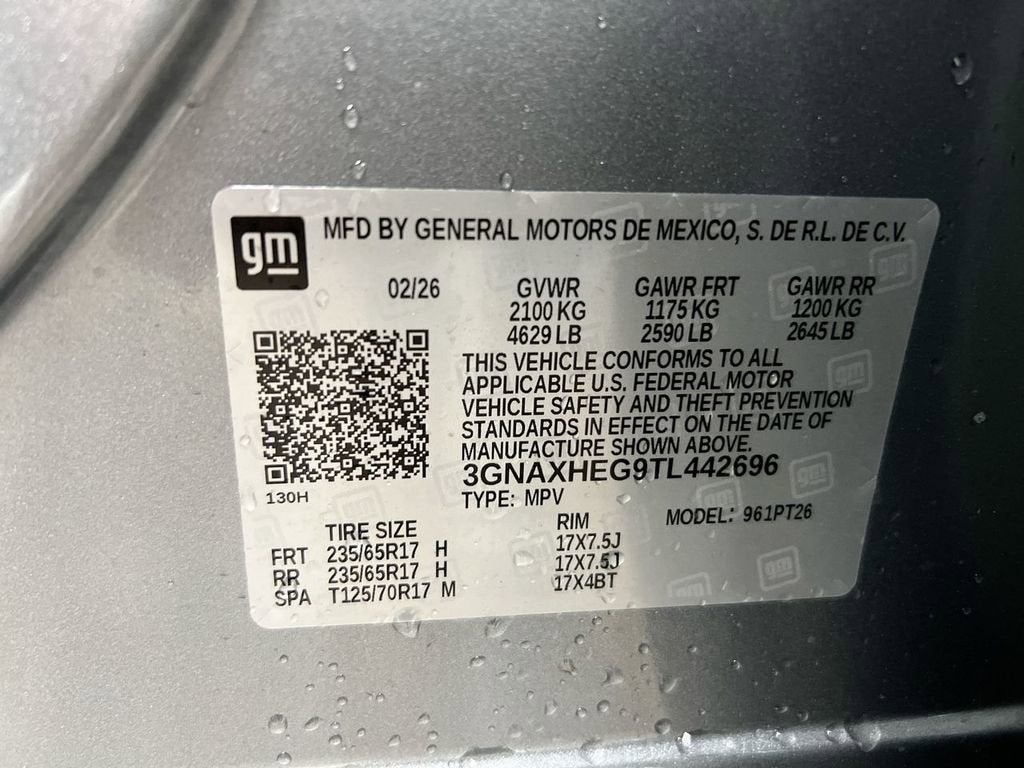 gm MFD BY GENERAL MOTORS DE MEXICO, S. DE R.L. DE C.V.
02/26 GVWR GAWR FRT GAWR RR
2100 KG 1175 KG 1200 KG
4629 LB 2590 LB 2645 LB
THIS VEHICLE CONFORMS TO ALL
APPLICABLE U.S. FEDERAL MOTOR
VEHICLE SAFETY AND THEFT PREVENTION
STANDARDS IN EFFECT ON THE DATE OF
MANUFACTURE SHOWN ABOVE.
3GNAXHEG9TL442696
130H TYPE: MPV MODEL: 961PT26
TIRE SIZE RIM
FRT 235/65R17 H 17X7.5J
RR 235/65R17 H 17X7.5J
SPA T125/70R17 M 17X4BT